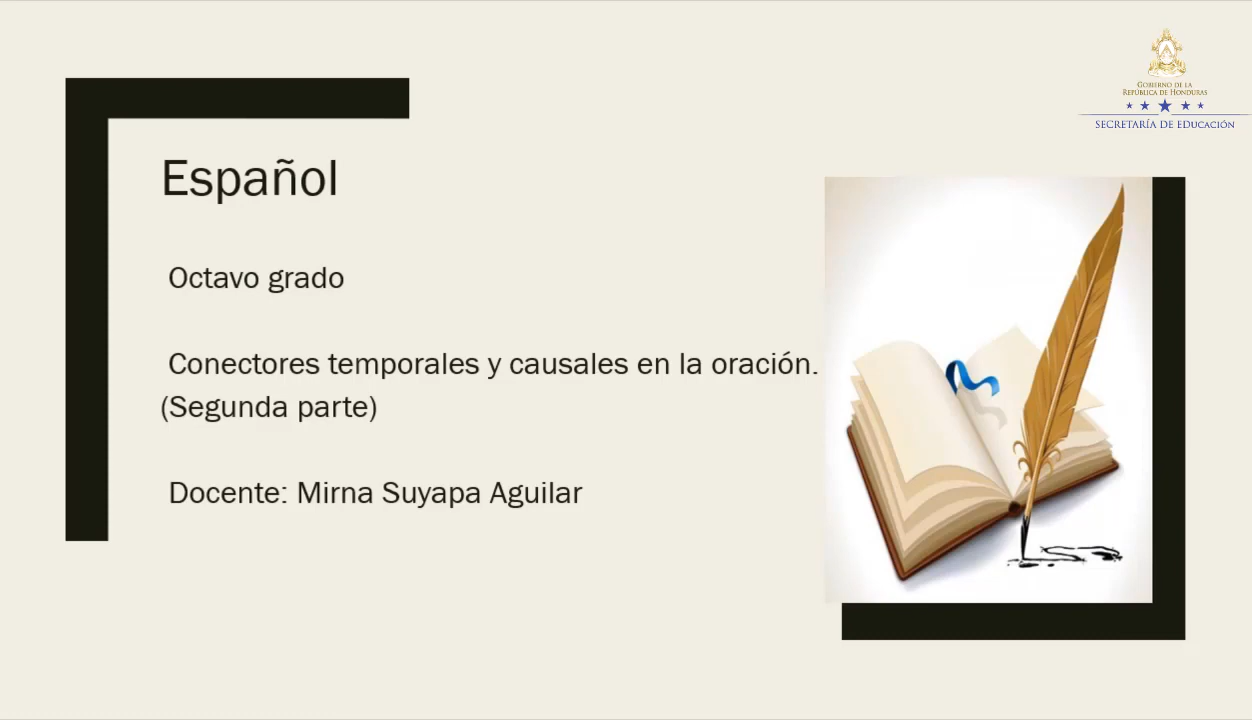 GOBIERNO DE LA
REPÚBLICA DE HONDURAS
SECRETARÍA DE EDUCACIÓN
Español
Octavo grado
Conectores temporales y causales en la oración.
(Segunda parte)
Docente: Mirna Suyapa Aguilar